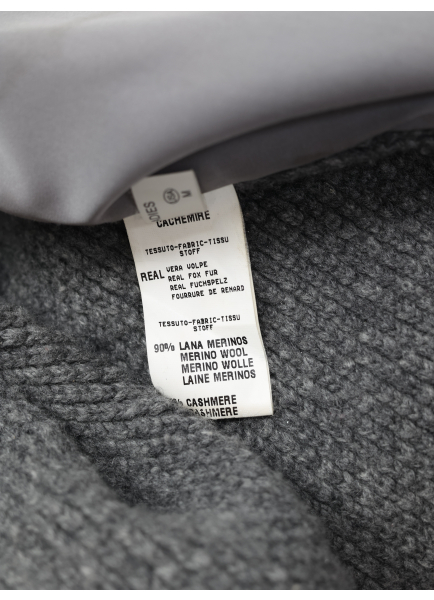 M
CACHEMIRE
TESSUTO-FABRIC-TISSU
STOFF
REAL VERA VOLPE
REAL FOX FUR
REAL FUCHSPELZ
FOURRURE DE RENARD
TESSUTO-FABRIC-TISSU
STOFF
90% LANA MERINOS
MERINO WOOL
MERINO WOLLE
LAINE MERINOS
% CASHMERE
CASHMERE